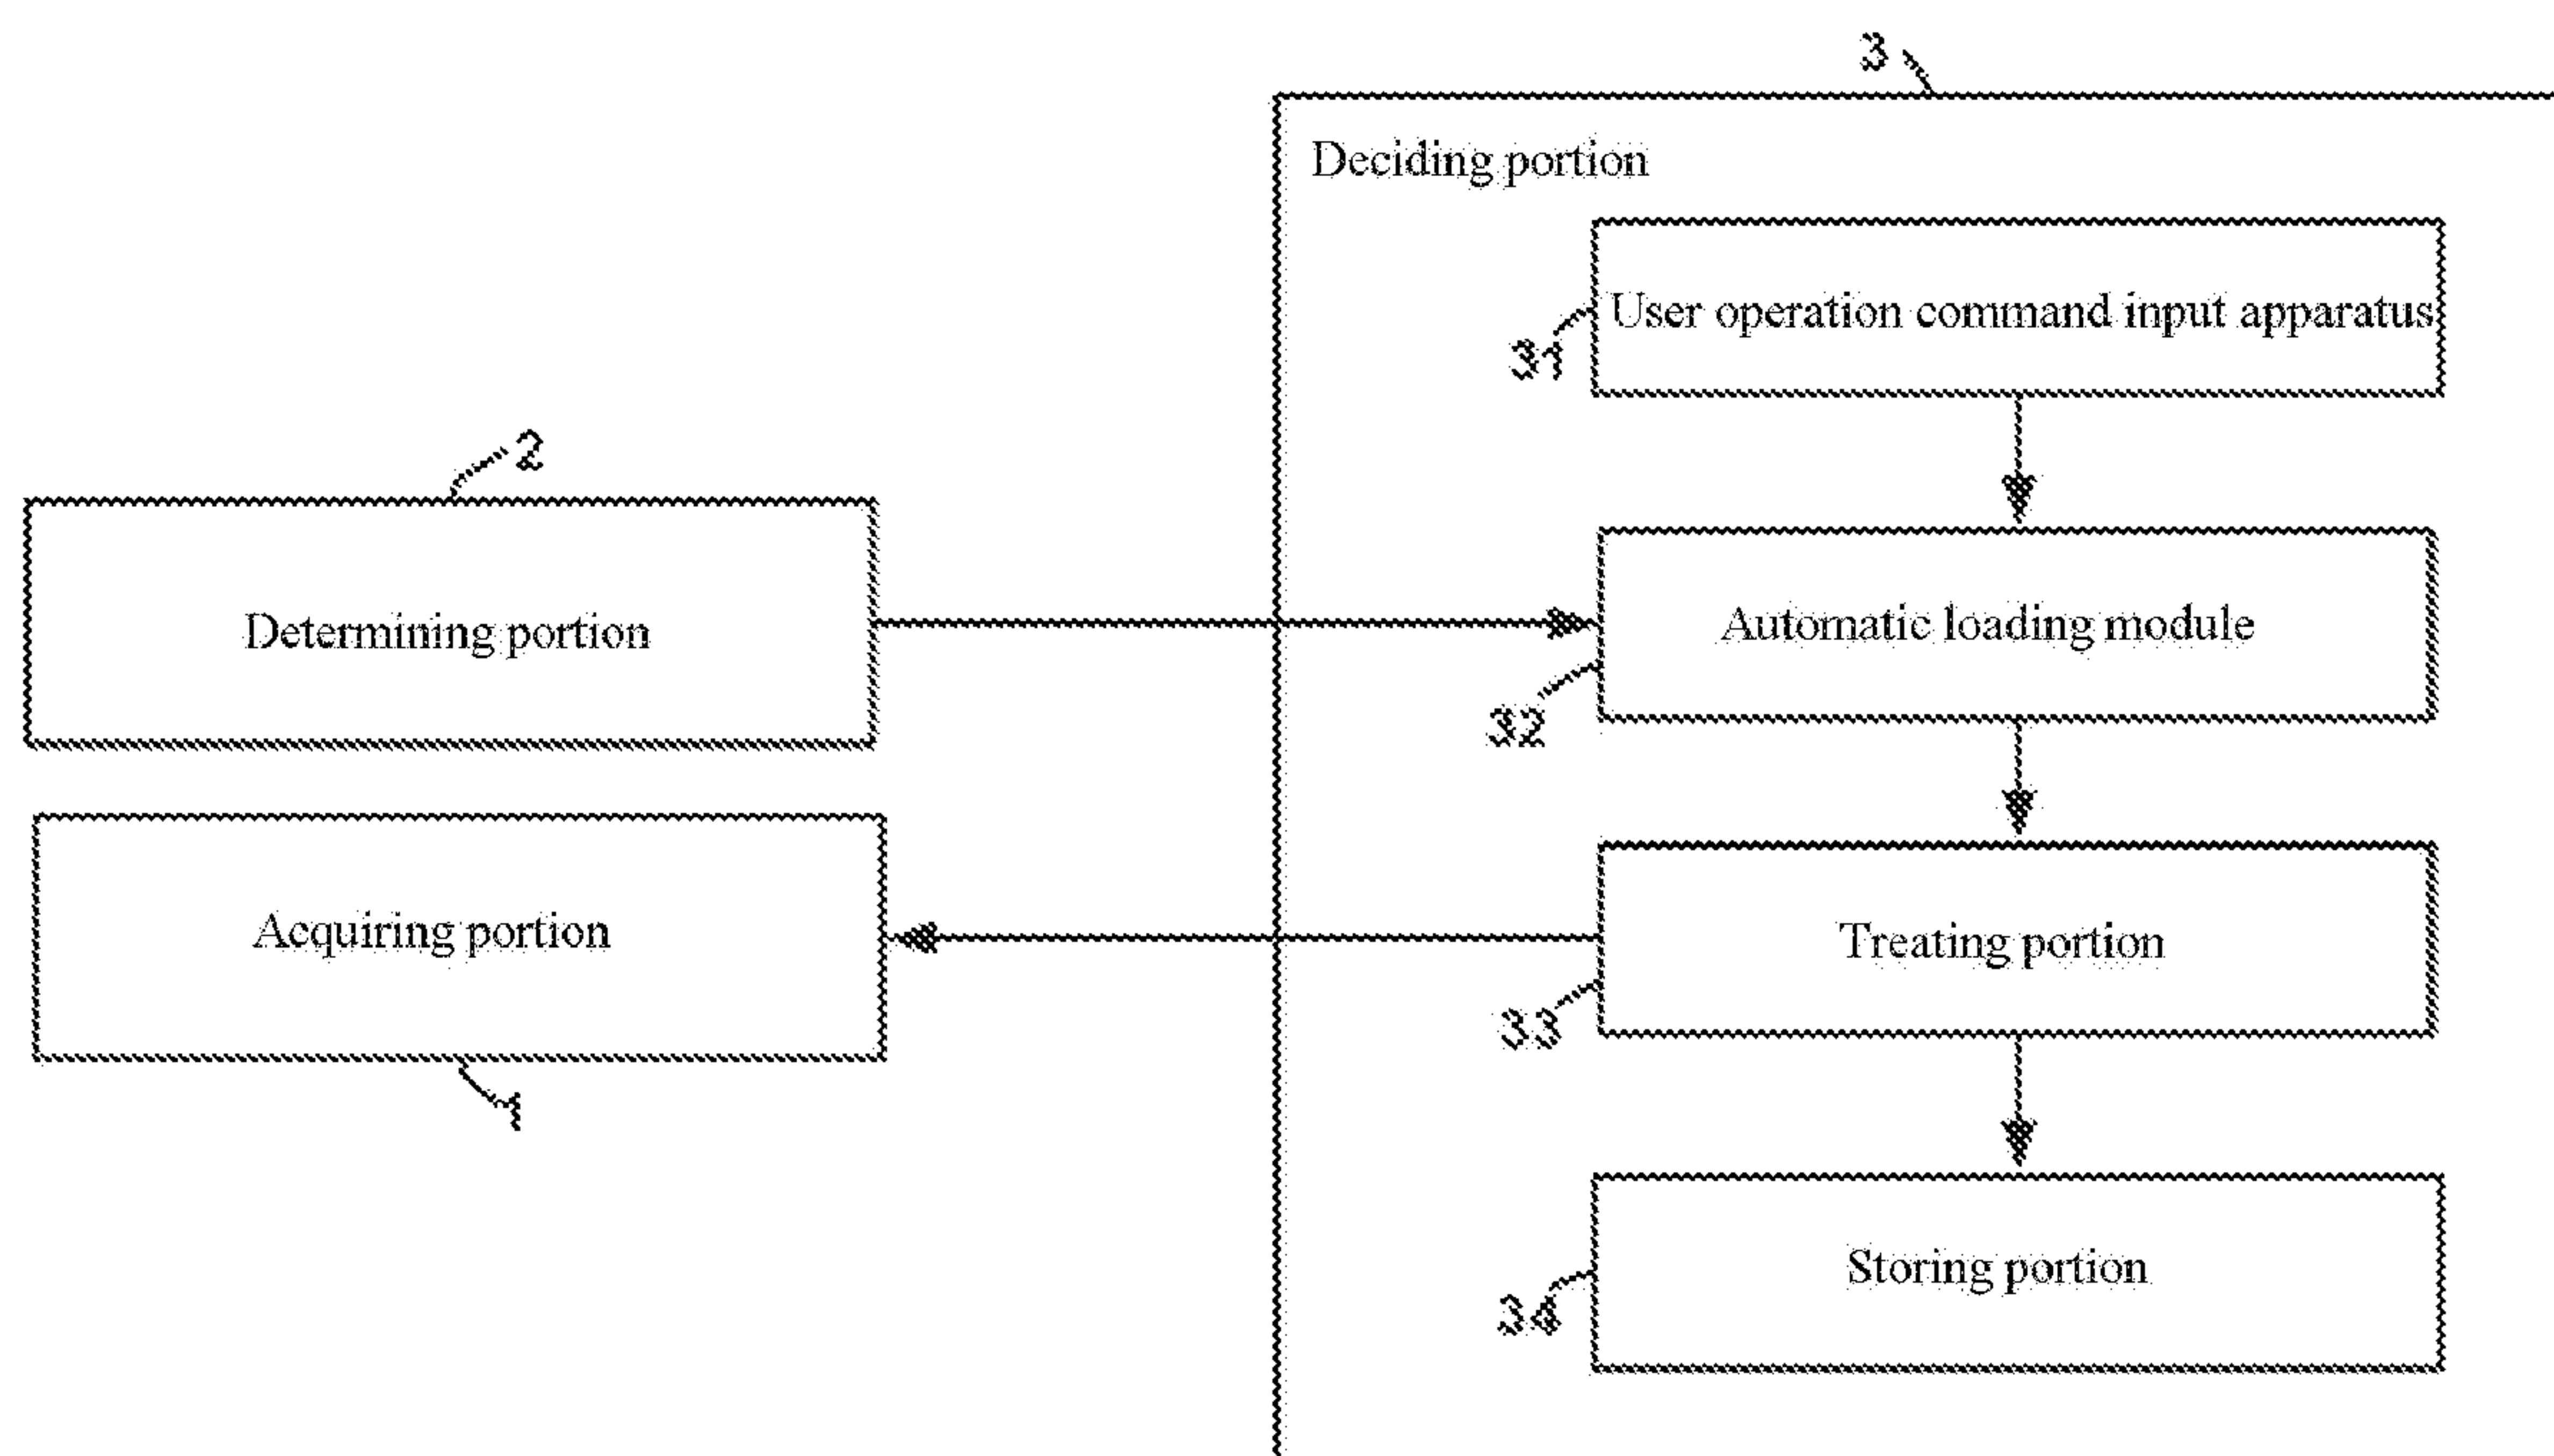 3
Deciding portion
User operation command input apparatus
31
2
Determining portion
Automatic loading module
32
Acquiring portion
Treating portion
33
1
Storing portion
34